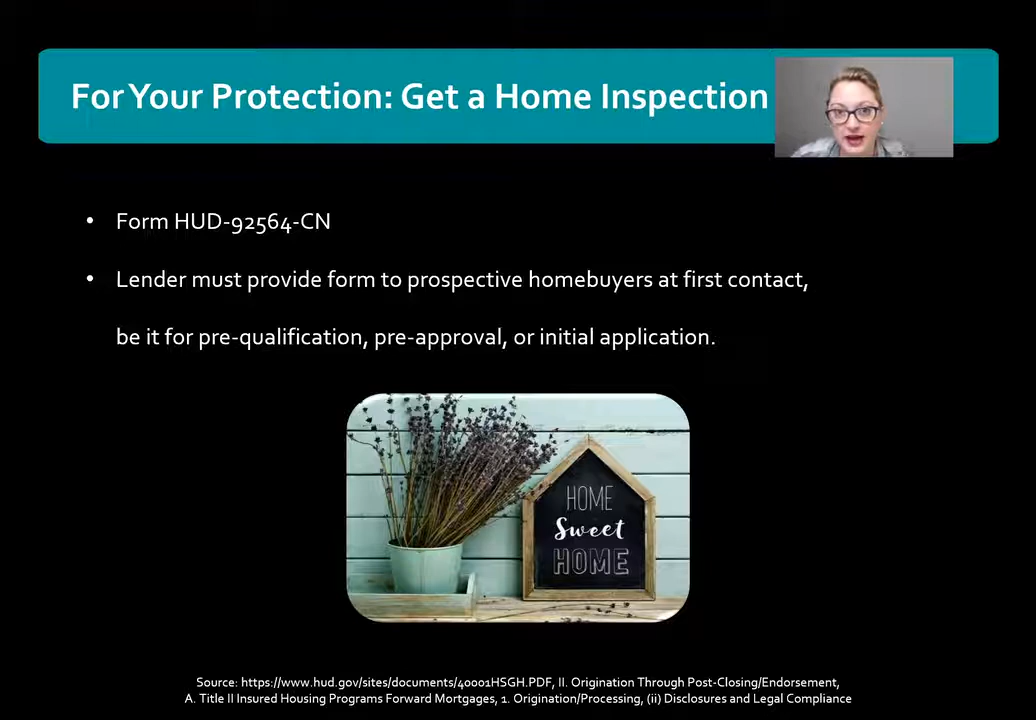 For Your Protection: Get a Home Inspection
• Form HUD-92564-CN
• Lender must provide form to prospective homebuyers at first contact,
be it for pre-qualification, pre-approval, or initial application.
HOME
Sweet
HOME
Source: https://www.hud.gov/sites/documents/40001HSGH.PDF, II. Origination Through Post-Closing/Endorsement,
A. Title II Insured Housing Programs Forward Mortgages, 1. Origination/Processing, (ii) Disclosures and Legal Compliance